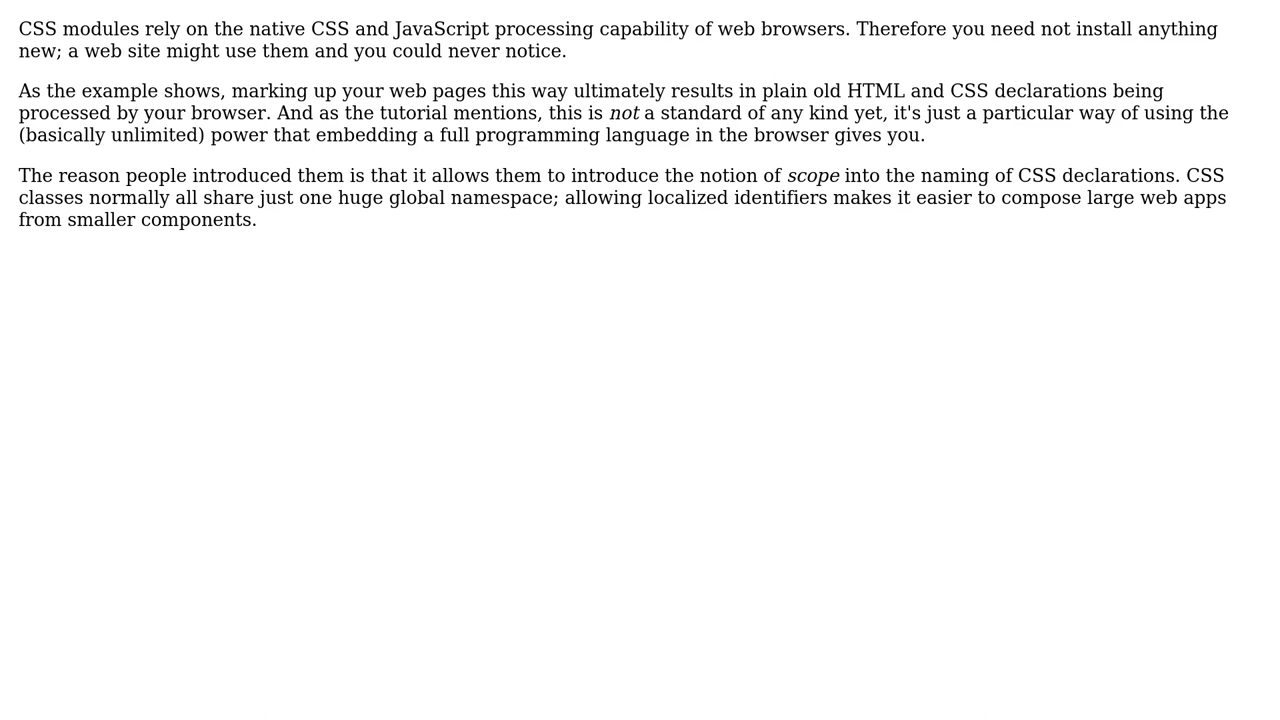 CSS modules rely on the native CSS and JavaScript processing capability of web browsers. Therefore you need not install anything
new; a web site might use them and you could never notice.
As the example shows, marking up your web pages this way ultimately results in plain old HTML and CSS declarations being
processed by your browser. And as the tutorial mentions, this is not a standard of any kind yet, it's just a particular way of using the
(basically unlimited) power that embedding a full programming language in the browser gives you.
The reason people introduced them is that it allows them to introduce the notion of scope into the naming of CSS declarations. CSS
classes normally all share just one huge global namespace; allowing localized identifiers makes it easier to compose large web apps
from smaller components.